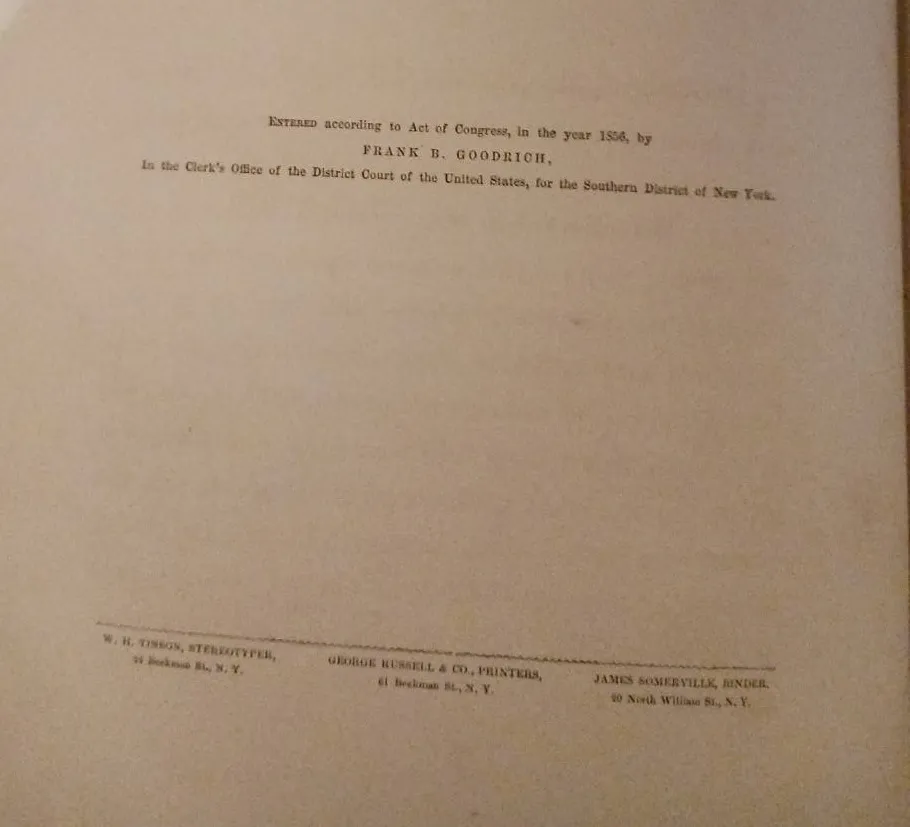 ENTERED according to Act of Congress, in the year 1856, by
FRANK B. GOODRICH,
In the Clerk's Office of the District Court of the United States, for the Southern District of New York.
W. H. TINSON, STEREOTYPER,
24 Beekman St., N. Y.
GEORGE RUSSELL & CO., PRINTERS,
61 Beekman St., N. Y.
JAMES SOMERVILLE, BINDER.
20 North William St., N. Y.